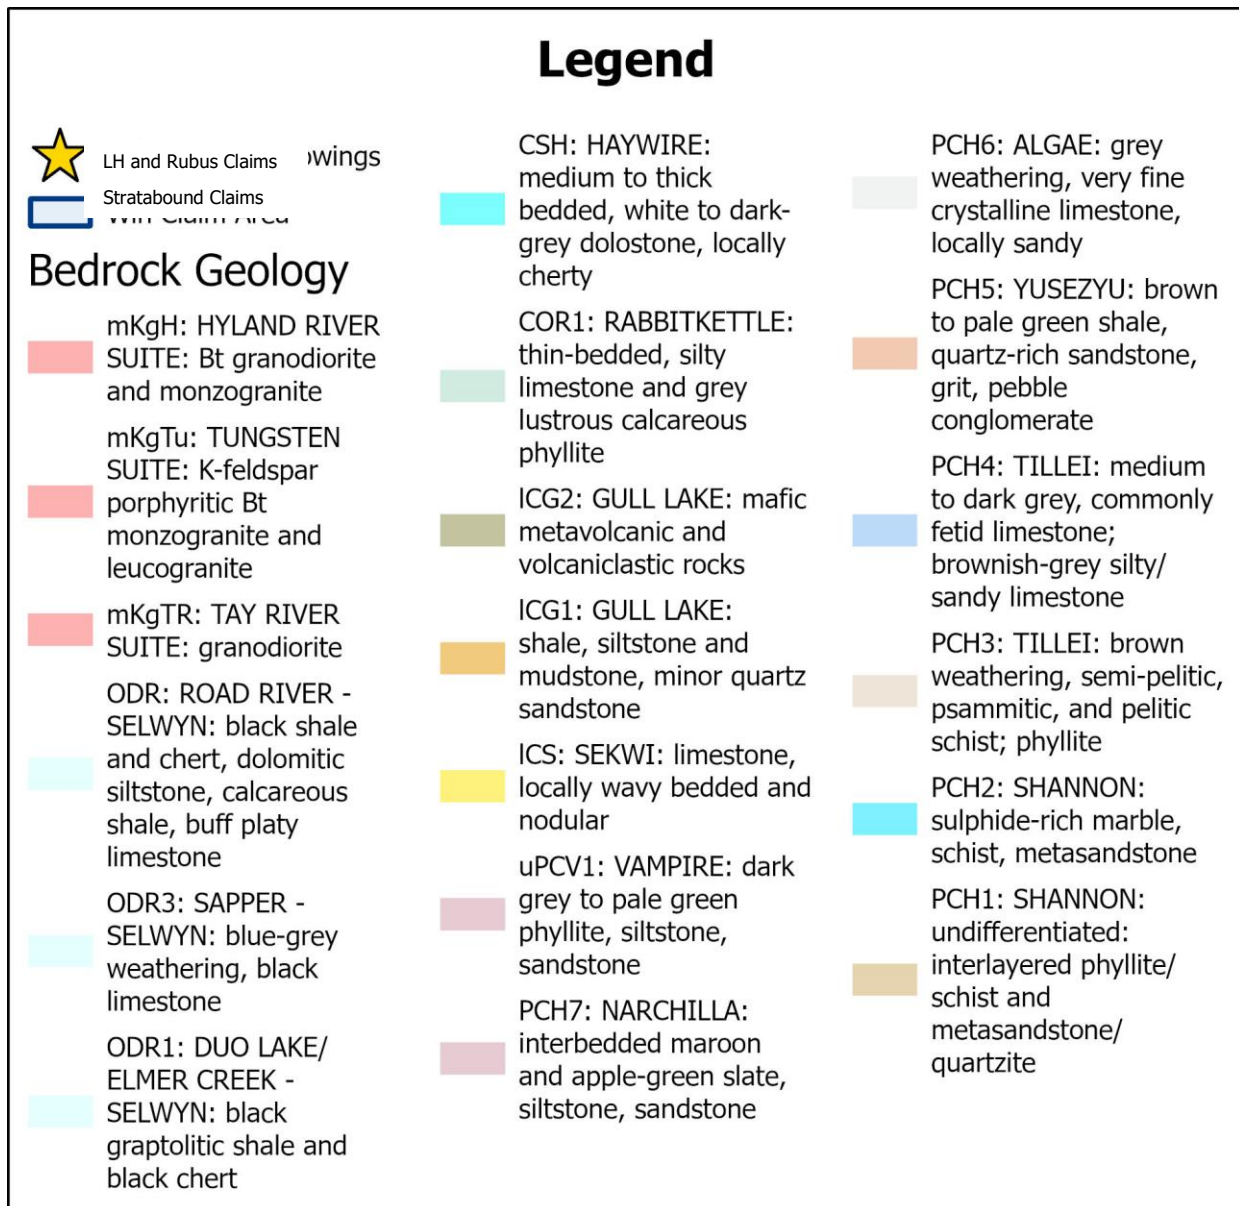 Legend
LH and Rubus Claims
Stratabound Claims
Claim Area
Bedrock Geology
mKgH: HYLAND RIVER
SUITE: Bt granodiorite
and monzogranite
mKgTu: TUNGSTEN
SUITE: K-feldspar
porphyritic Bt
monzogranite and
leucogranite
mKgTR: TAY RIVER
SUITE: granodiorite
ODR: ROAD RIVER -
SELWYN: black shale
and chert, dolomitic
siltstone, calcareous
shale, buff platy
limestone
ODR3: SAPPER -
SELWYN: blue-grey
weathering, black
limestone
ODR1: DUO LAKE/
ELMER CREEK -
SELWYN: black
graptolitic shale and
black chert
CSH: HAYWIRE:
medium to thick
bedded, white to dark-
grey dolostone, locally
cherty
COR1: RABBITKETTLE:
thin-bedded, silty
limestone and grey
lustrous calcareous
phyllite
lCG2: GULL LAKE: mafic
metavolcanic and
volcaniclastic rocks
lCG1: GULL LAKE:
shale, siltstone and
mudstone, minor quartz
sandstone
lCS: SEKWI: limestone,
locally wavy bedded and
nodular
uPCV1: VAMPIRE: dark
grey to pale green
phyllite, siltstone,
sandstone
PCH7: NARCHILLA:
interbedded maroon
and apple-green slate,
siltstone, sandstone
PCH6: ALGAE: grey
weathering, very fine
crystalline limestone,
locally sandy
PCH5: YUSEZYU: brown
to pale green shale,
quartz-rich sandstone,
grit, pebble
conglomerate
PCH4: TILLEI: medium
to dark grey, commonly
fetid limestone;
brownish-grey silty/
sandy limestone
PCH3: TILLEI: brown
weathering, semi-pelitic,
psammitic, and pelitic
schist; phyllite
PCH2: SHANNON:
sulphide-rich marble,
schist, metasandstone
PCH1: SHANNON:
undifferentiated:
interlayered phyllite/
schist and
metasandstone/
quartzite